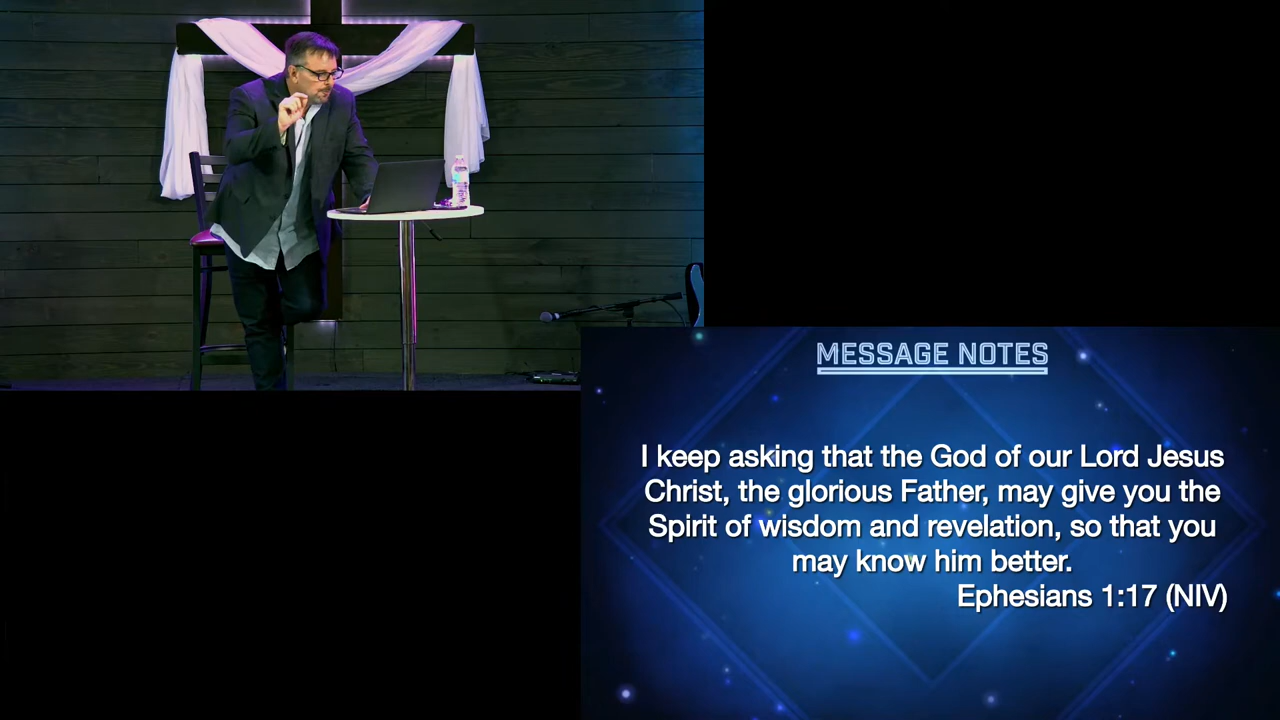 MESSAGE NOTES
I keep asking that the God of our Lord Jesus
Christ, the glorious Father, may give you the
Spirit of wisdom and revelation, so that you
may know him better.
Ephesians 1:17 (NIV)